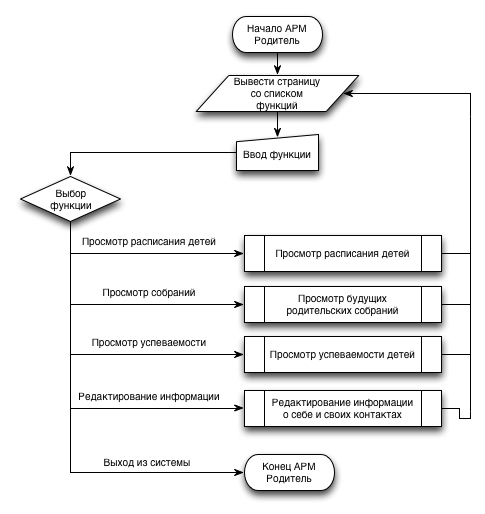 Начало АРМ
Родитель
Вывести страницу
со списком
функций
Ввод функции
Выбор
функции
Просмотр расписания детей
Просмотр расписания детей
Просмотр собраний
Просмотр будущих
родительских собраний
Просмотр успеваемости
Просмотр успеваемости детей
Редактирование информации
Редактирование информации
о себе и своих контактах
Выход из системы
Конец АРМ
Родитель